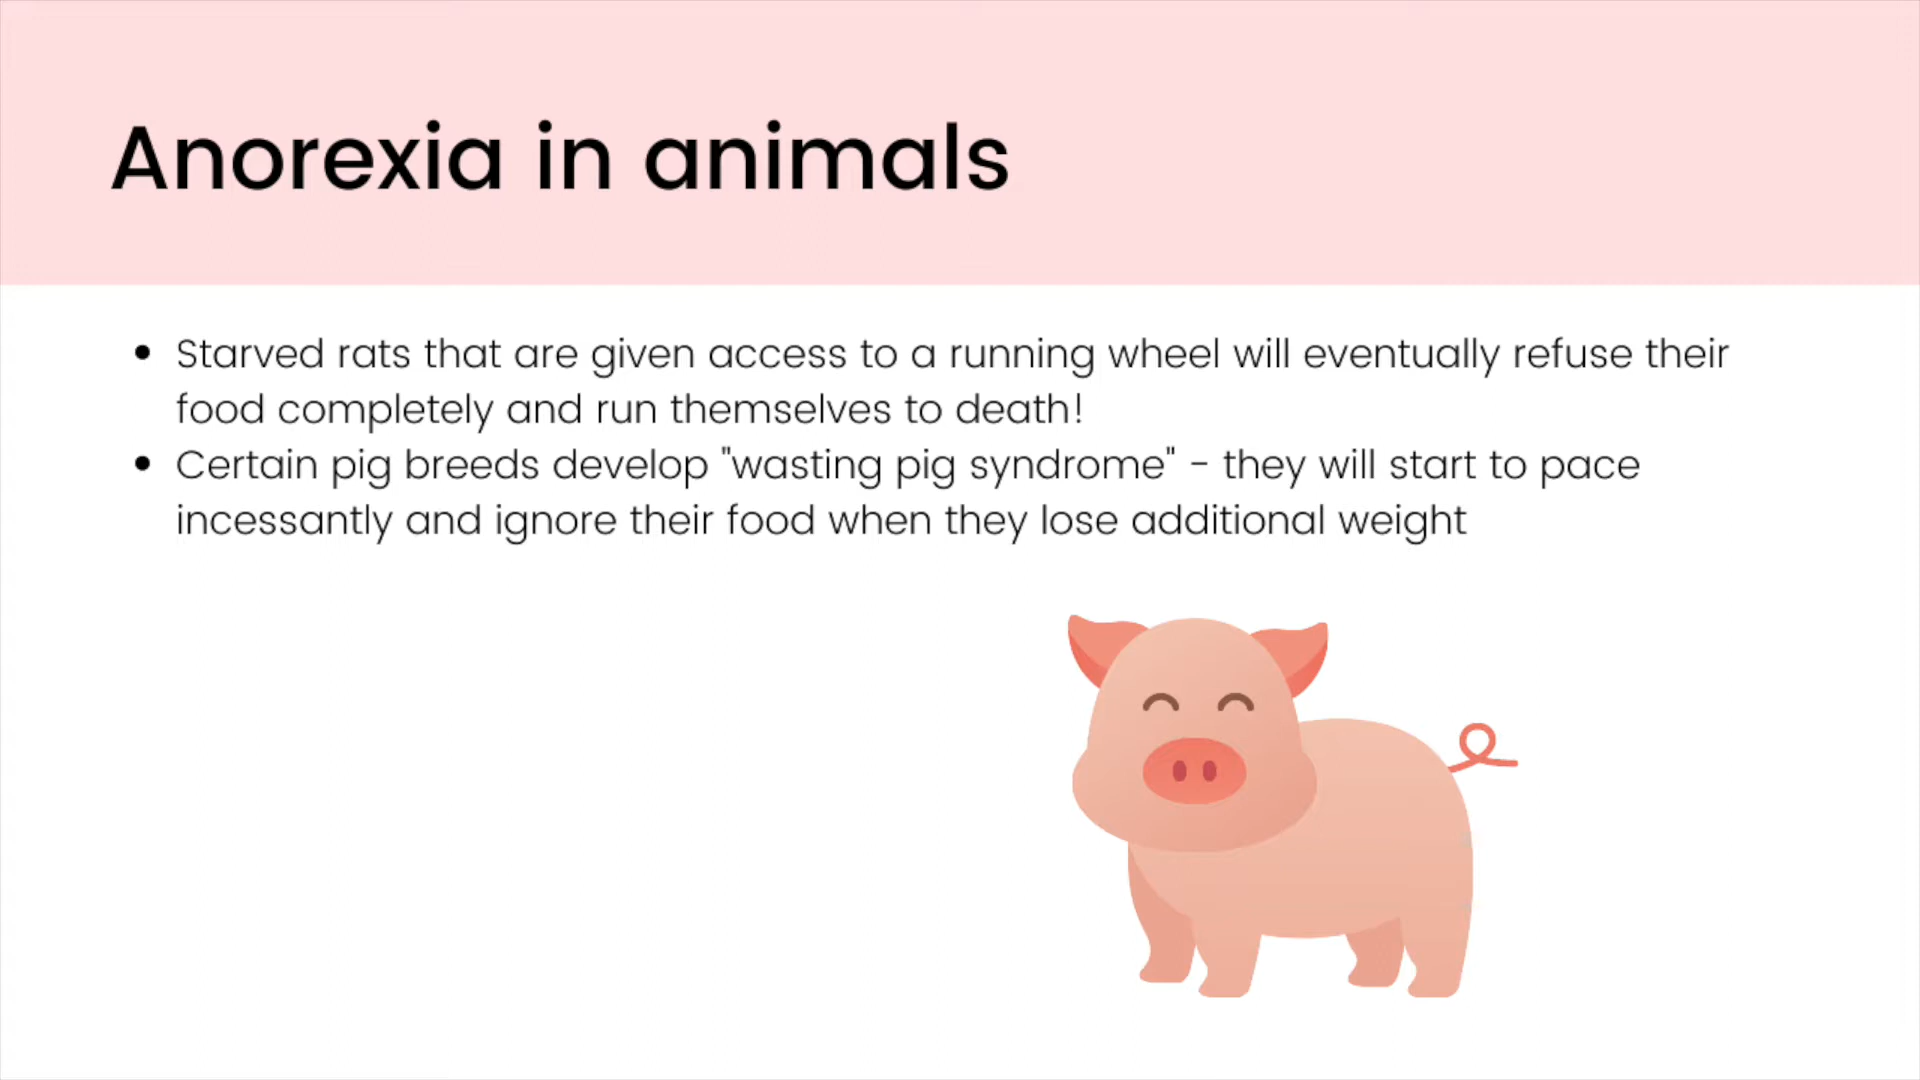 Anorexia in animals
• Starved rats that are given access to a running wheel will eventually refuse their
food completely and run themselves to death!
• Certain pig breeds develop "wasting pig syndrome" - they will start to pace
incessantly and ignore their food when they lose additional weight